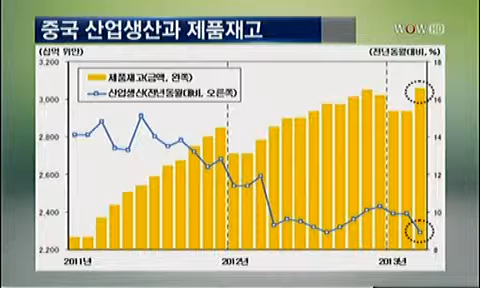 중국 산업생산과 제품재고
WOW HD
(십억 위안)
(전년동월대비, %)
제품재고(금액, 왼쪽)
산업생산(전년동월대비, 오른쪽)
3,200
3,000
2,800
2,600
2,400
2,200
18
16
14
12
10
8
2011년
2012년
2013년